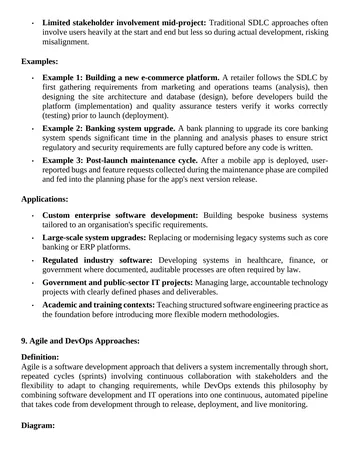 • Limited stakeholder involvement mid-project: Traditional SDLC approaches often
involve users heavily at the start and end but less so during actual development, risking
misalignment.
Examples:
• Example 1: Building a new e-commerce platform. A retailer follows the SDLC by
first gathering requirements from marketing and operations teams (analysis), then
designing the site architecture and database (design), before developers build the
platform (implementation) and quality assurance testers verify it works correctly
(testing) prior to launch (deployment).
• Example 2: Banking system upgrade. A bank planning to upgrade its core banking
system spends significant time in the planning and analysis phases to ensure strict
regulatory and security requirements are fully captured before any code is written.
• Example 3: Post-launch maintenance cycle. After a mobile app is deployed, user-
reported bugs and feature requests collected during the maintenance phase are compiled
and fed into the planning phase for the app's next version release.
Applications:
• Custom enterprise software development: Building bespoke business systems
tailored to an organisation's specific requirements.
• Large-scale system upgrades: Replacing or modernising legacy systems such as core
banking or ERP platforms.
• Regulated industry software: Developing systems in healthcare, finance, or
government where documented, auditable processes are often required by law.
• Government and public-sector IT projects: Managing large, accountable technology
projects with clearly defined phases and deliverables.
• Academic and training contexts: Teaching structured software engineering practice as
the foundation before introducing more flexible modern methodologies.
9. Agile and DevOps Approaches:
Definition:
Agile is a software development approach that delivers a system incrementally through short,
repeated cycles (sprints) involving continuous collaboration with stakeholders and the
flexibility to adapt to changing requirements, while DevOps extends this philosophy by
combining software development and IT operations into one continuous, automated pipeline
that takes code from development through to release, deployment, and live monitoring.
Diagram: